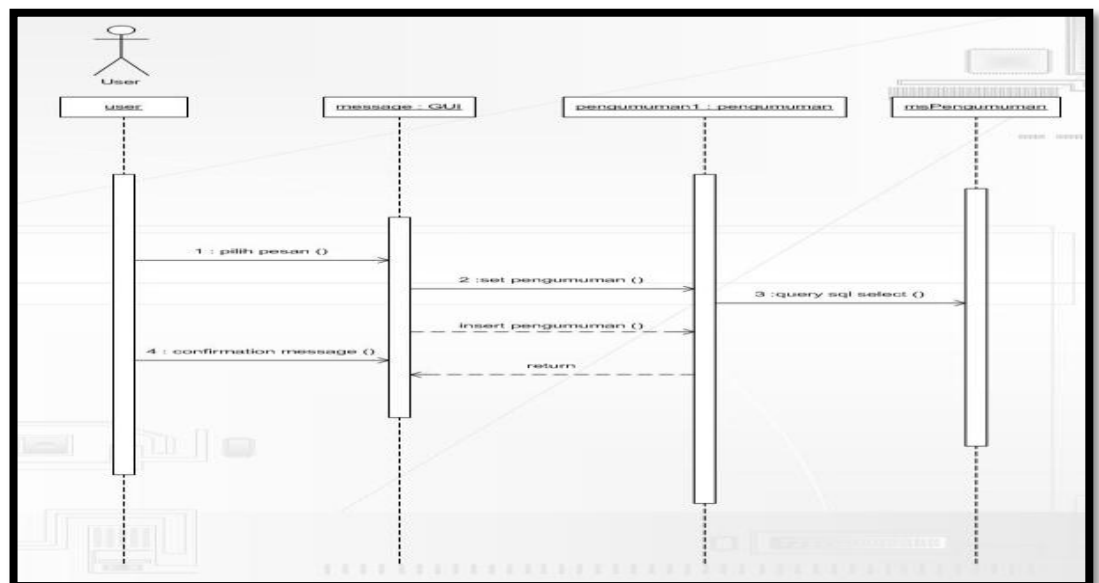 User
user
message : GUI
pengumuman1 : pengumuman
msPengumuman
1 : pilih pesan ()
2 :set pengumuman ()
3 :query sql select ()
insert pengumuman ()
4 : confirmation message ()
return